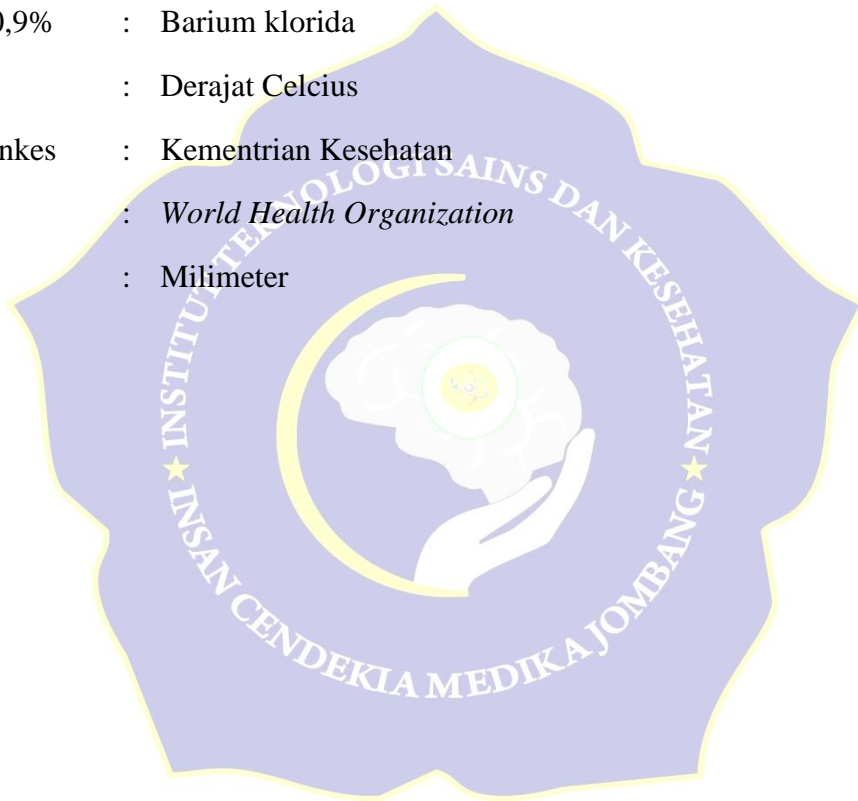 0,9% : Barium klorida
: Derajat Celcius
nkes : Kementrian Kesehatan
: World Health Organization
: Milimeter
INSTITUT TEKNOLOGI SAINS DAN KESEHATAN
INSAN CENDEKIA MEDIKA JOMBANG